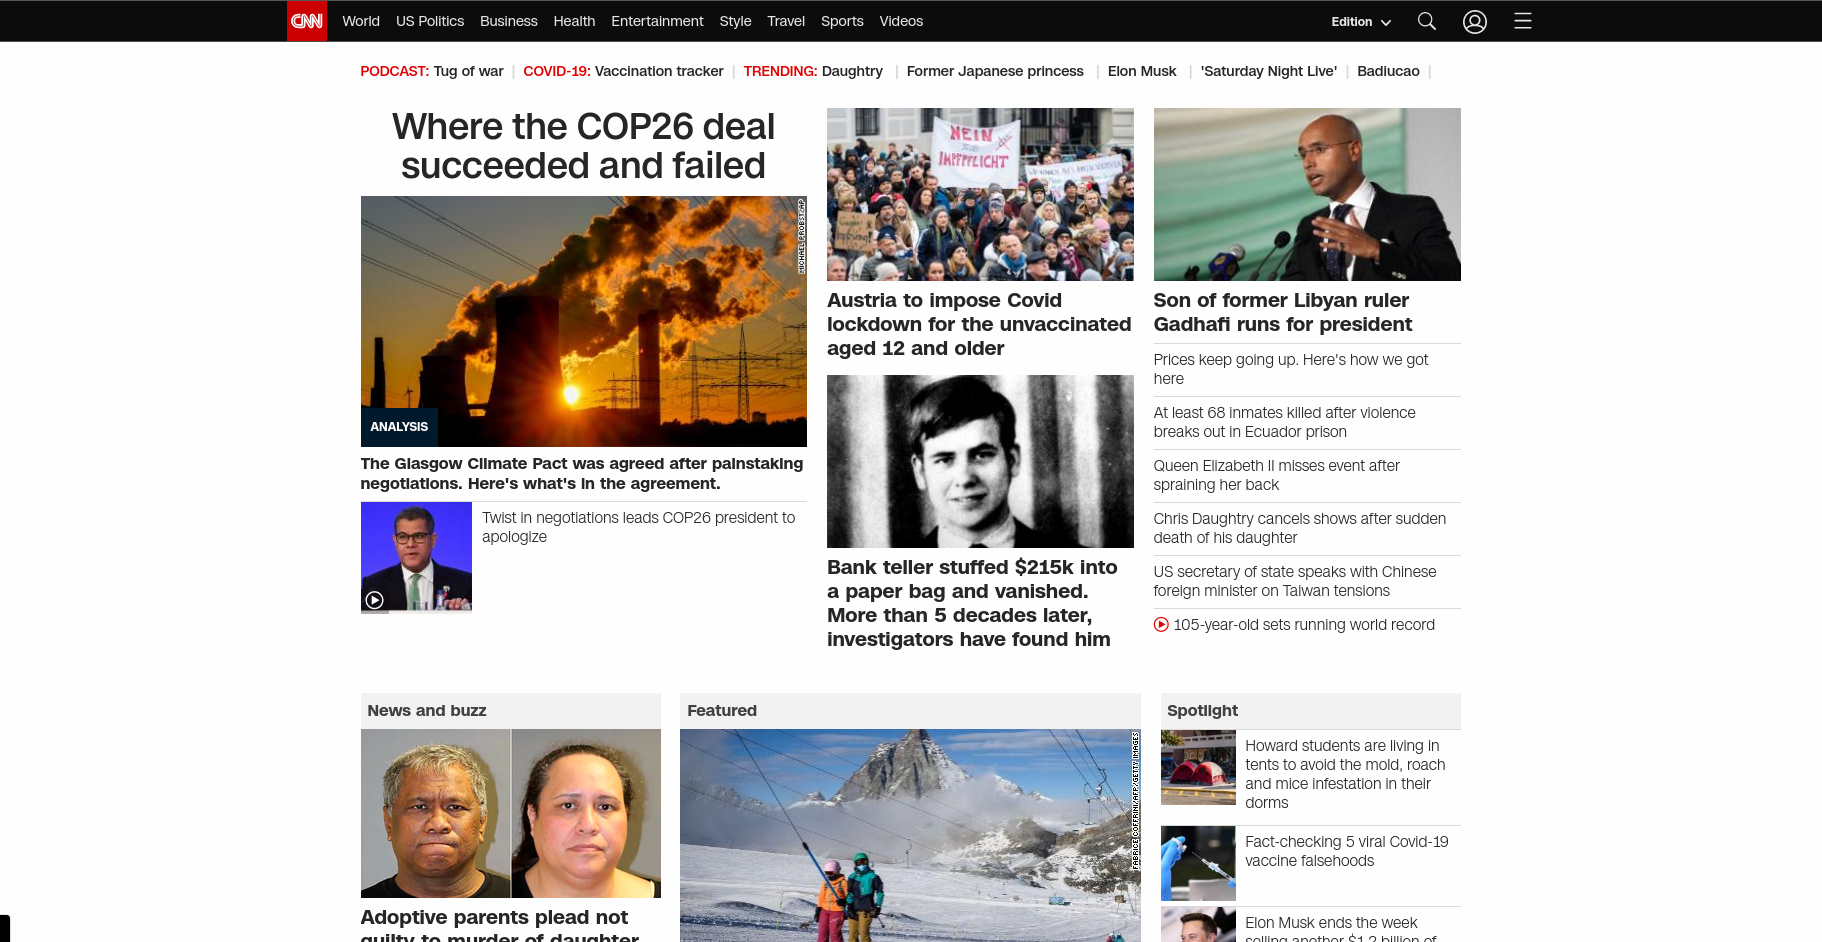 CNN World US Politics Business Health Entertainment Style Travel Sports Videos Edition
PODCAST: Tug of war | COVID-19: Vaccination tracker | TRENDING: Daughtry | Former Japanese princess | Elon Musk | 'Saturday Night Live' | Badiucao |
Where the COP26 deal
succeeded and failed
MICHAEL PROBST/AP
ANALYSIS
The Glasgow Climate Pact was agreed after painstaking
negotiations. Here's what's in the agreement.
Twist in negotiations leads COP26 president to
apologize
NEIN
IMPFPFLICHT
Austria to impose Covid
lockdown for the unvaccinated
aged 12 and older
Bank teller stuffed $215k into
a paper bag and vanished.
More than 5 decades later,
investigators have found him
Son of former Libyan ruler
Gadhafi runs for president
Prices keep going up. Here's how we got
here
At least 68 inmates killed after violence
breaks out in Ecuador prison
Queen Elizabeth II misses event after
spraining her back
Chris Daughtry cancels shows after sudden
death of his daughter
US secretary of state speaks with Chinese
foreign minister on Taiwan tensions
105-year-old sets running world record
News and buzz
Adoptive parents plead not
guilty to murder of daughter
Featured
FABRICE COFFRINI/AFP/GETTY IMAGES
Spotlight
Howard students are living in
tents to avoid the mold, roach
and mice infestation in their
dorms
Fact-checking 5 viral Covid-19
vaccine falsehoods
Elon Musk ends the week
selling another $1.2 billion of